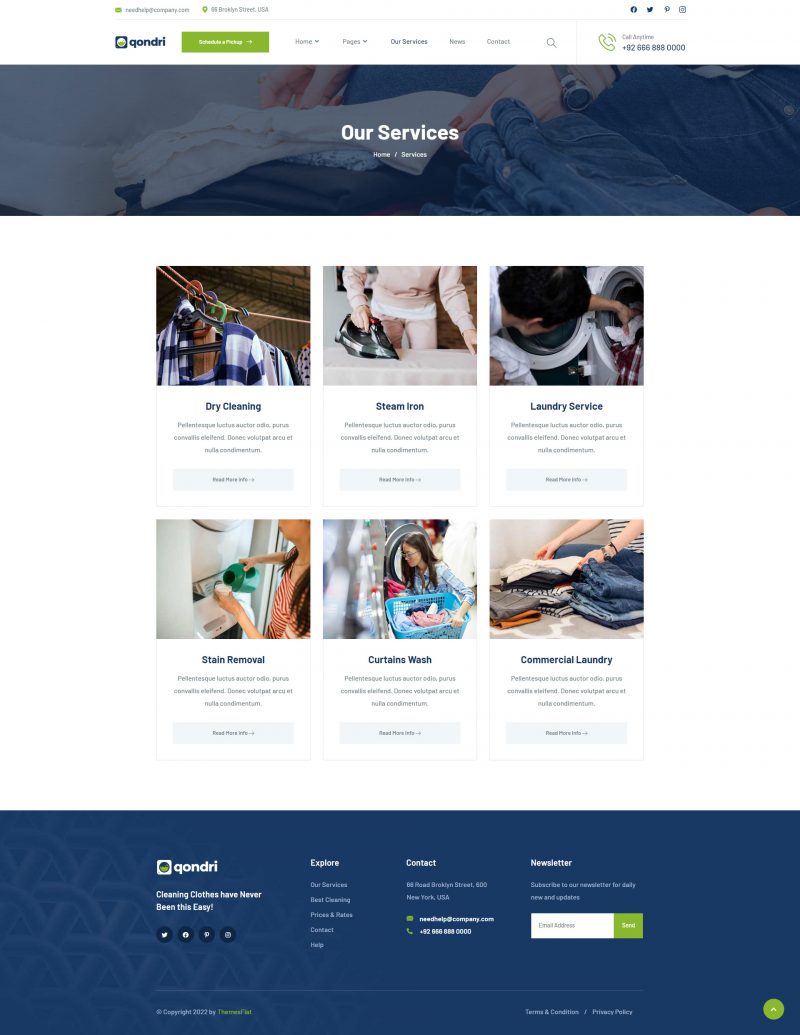 needhelp@company.com
66 Broklyn Street, USA
qondri
Schedule a Pickup
Home
Pages
Our Services
News
Contact
Call Anytime
+92 666 888 0000
Our Services
Home / Services
Dry Cleaning
Pellentesque luctus auctor odio, purus
convallis eleifend. Donec volutpat arcu et
nulla condimentum.
Read More Info
Steam Iron
Pellentesque luctus auctor odio, purus
convallis eleifend. Donec volutpat arcu et
nulla condimentum.
Read More Info
Laundry Service
Pellentesque luctus auctor odio, purus
convallis eleifend. Donec volutpat arcu et
nulla condimentum.
Read More Info
Stain Removal
Pellentesque luctus auctor odio, purus
convallis eleifend. Donec volutpat arcu et
nulla condimentum.
Read More Info
Curtains Wash
Pellentesque luctus auctor odio, purus
convallis eleifend. Donec volutpat arcu et
nulla condimentum.
Read More Info
Commercial Laundry
Pellentesque luctus auctor odio, purus
convallis eleifend. Donec volutpat arcu et
nulla condimentum.
Read More Info
qondri
Cleaning Clothes have Never
Been this Easy!
Explore
Our Services
Best Cleaning
Prices & Rates
Contact
Help
Contact
66 Road Broklyn Street, 600
New York, USA
needhelp@company.com
+92 666 888 0000
Newsletter
Subscribe to our newsletter for daily
new and updates
Email Address
Send
© Copyright 2022 by ThemesFlat
Terms & Condition / Privacy Policy